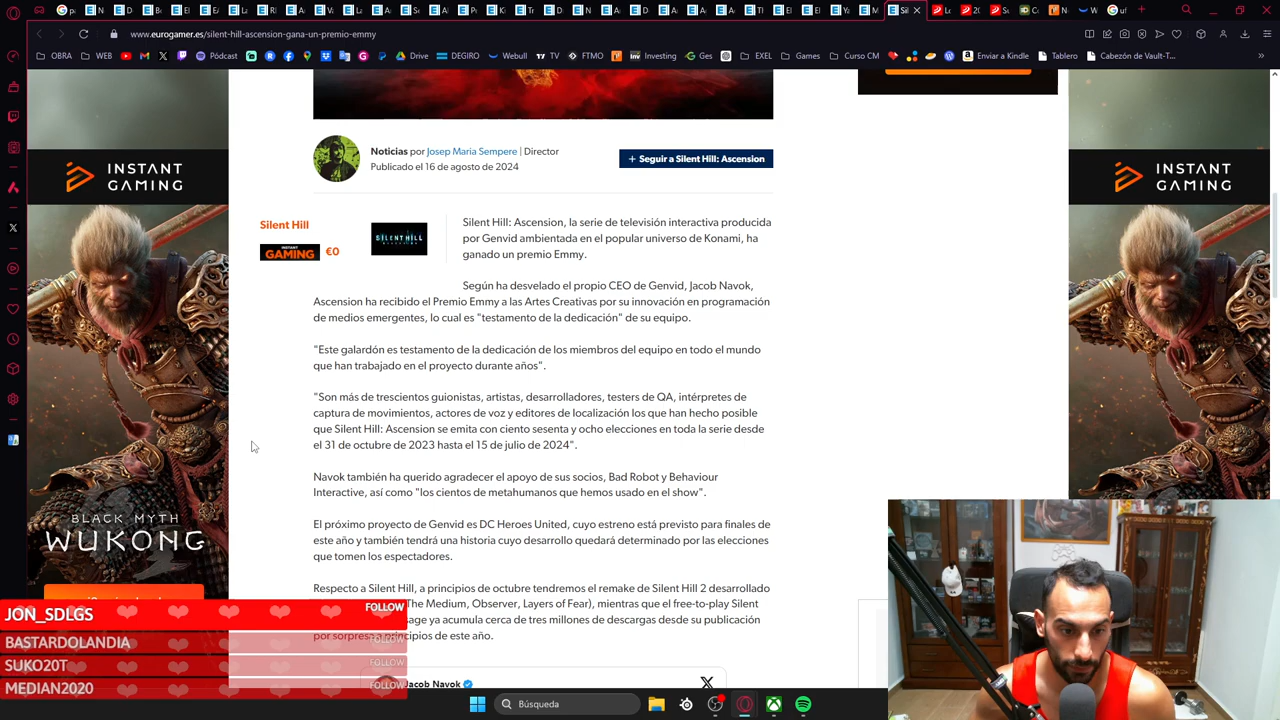 www.eurogamer.es/silent-hill-ascension-gana-un-premio-emmy
OBRA
WEB
Pódcast
Drive
DEGIRO
Webull
TV
FTMO
Investing
Ges
EXEL
Games
Curso CM
Enviar a Kindle
Tablero
Cabezón de Vault-T...
INSTANT
GAMING
BLACK MYTH
WUKONG
Noticias por Josep Maria Sempere | Director
Publicado el 16 de agosto de 2024
+ Seguir a Silent Hill: Ascension
Silent Hill
INSTANT
GAMING €0
SILENT HILL
Silent Hill: Ascension, la serie de televisión interactiva producida
por Genvid ambientada en el popular universo de Konami, ha
ganado un premio Emmy.
Según ha desvelado el propio CEO de Genvid, Jacob Navok,
Ascension ha recibido el Premio Emmy a las Artes Creativas por su innovación en programación
de medios emergentes, lo cual es "testamento de la dedicación" de su equipo.
"Este galardón es testamento de la dedicación de los miembros del equipo en todo el mundo
que han trabajado en el proyecto durante años".
"Son más de trescientos guionistas, artistas, desarrolladores, testers de QA, intérpretes de
captura de movimientos, actores de voz y editores de localización los que han hecho posible
que Silent Hill: Ascension se emita con ciento sesenta y ocho elecciones en toda la serie desde
el 31 de octubre de 2023 hasta el 15 de julio de 2024".
Navok también ha querido agradecer el apoyo de sus socios, Bad Robot y Behaviour
Interactive, así como "los cientos de metahumanos que hemos usado en el show".
El próximo proyecto de Genvid es DC Heroes United, cuyo estreno está previsto para finales de
este año y también tendrá una historia cuyo desarrollo quedará determinado por las elecciones
que tomen los espectadores.
Respecto a Silent Hill, a principios de octubre tendremos el remake de Silent Hill 2 desarrollado
The Medium, Observer, Layers of Fear), mientras que el free-to-play Silent
sage ya acumula cerca de tres millones de descargas desde su publicación
por sorpresa a principios de este año.
Jacob Navok
INSTANT
GAMING
JON_SDLGS FOLLOW
BASTARDOLANDIA FOLLOW
SUKO20T FOLLOW
MEDIAN2020 FOLLOW
Búsqueda